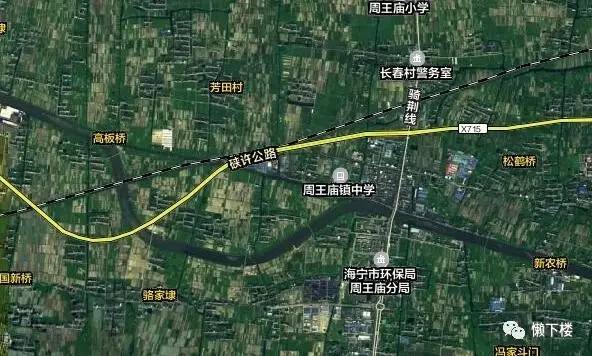 周王庙小学
长春村警务室
芳田村
骑荆线
X715
高板桥
硖许公路
松鹤桥
周王庙镇中学
国新桥
海宁市环保局
周王庙分局
新农桥
骆家埭
懒下楼
冯家斗门